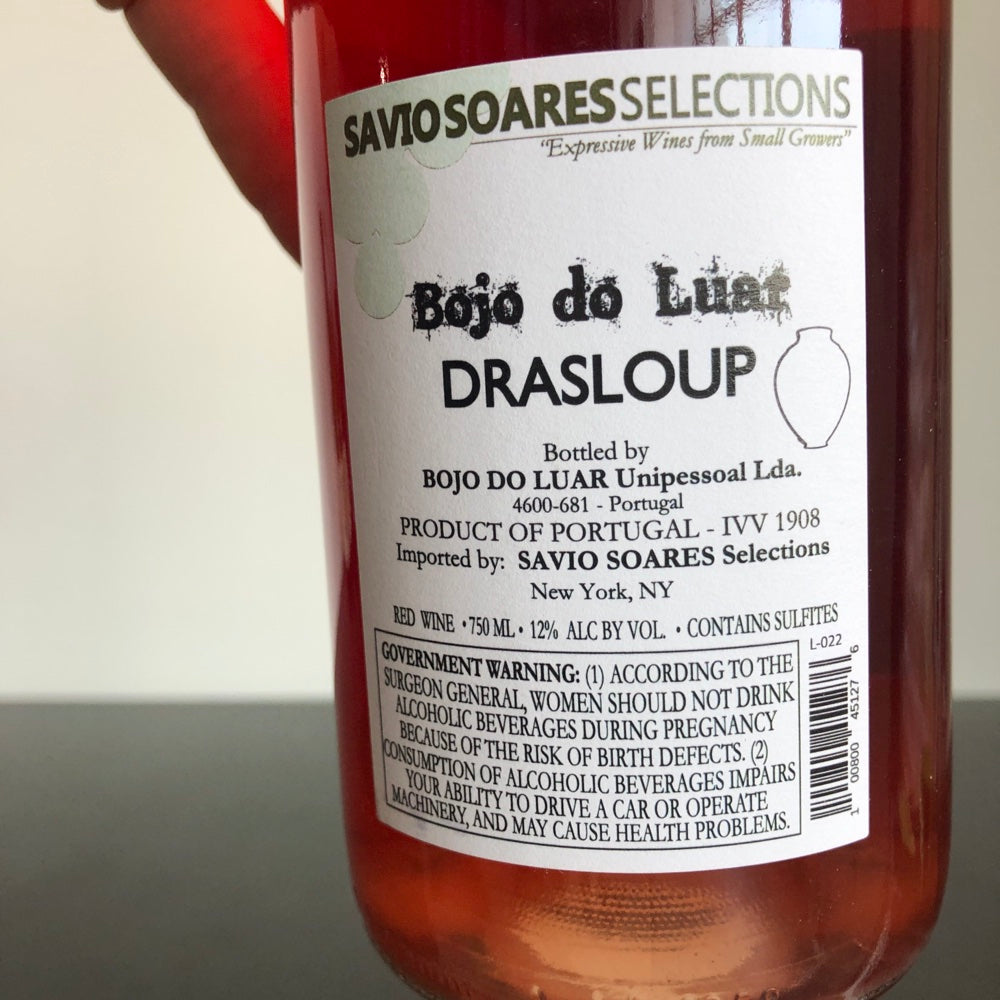 SAVIO SOARES SELECTIONS
“Expressive Wines from Small Growers”
Bojo do Luar
DRASLOUP
Bottled by
BOJO DO LUAR Unipessoal Lda.
4600-681 - Portugal
PRODUCT OF PORTUGAL - IVV 1908
Imported by: SAVIO SOARES Selections
New York, NY
RED WINE • 750 ML • 12% ALC BY VOL. • CONTAINS SULFITES
GOVERNMENT WARNING: (1) ACCORDING TO THE
SURGEON GENERAL, WOMEN SHOULD NOT DRINK
ALCOHOLIC BEVERAGES DURING PREGNANCY
BECAUSE OF THE RISK OF BIRTH DEFECTS. (2)
CONSUMPTION OF ALCOHOLIC BEVERAGES IMPAIRS
YOUR ABILITY TO DRIVE A CAR OR OPERATE
MACHINERY, AND MAY CAUSE HEALTH PROBLEMS.
L-022
1 00800 45127 6